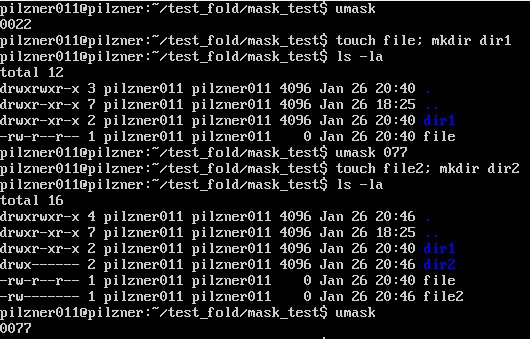 pilzner011@pilzner:~/test_fold/mask_test$ umask
0022
pilzner011@pilzner:~/test_fold/mask_test$ touch file; mkdir dir1
pilzner011@pilzner:~/test_fold/mask_test$ ls -la
total 12
drwxrwxr-x 3 pilzner011 pilzner011 4096 Jan 26 20:40 .
drwxr-xr-x 7 pilzner011 pilzner011 4096 Jan 26 18:25 ..
drwxr-xr-x 2 pilzner011 pilzner011 4096 Jan 26 20:40 dir1
-rw-r--r-- 1 pilzner011 pilzner011    0 Jan 26 20:40 file
pilzner011@pilzner:~/test_fold/mask_test$ umask 077
pilzner011@pilzner:~/test_fold/mask_test$ touch file2; mkdir dir2
pilzner011@pilzner:~/test_fold/mask_test$ ls -la
total 16
drwxrwxr-x 4 pilzner011 pilzner011 4096 Jan 26 20:46 .
drwxr-xr-x 7 pilzner011 pilzner011 4096 Jan 26 18:25 ..
drwxr-xr-x 2 pilzner011 pilzner011 4096 Jan 26 20:40 dir1
drwx------ 2 pilzner011 pilzner011 4096 Jan 26 20:46 dir2
-rw-r--r-- 1 pilzner011 pilzner011    0 Jan 26 20:40 file
-rw------- 1 pilzner011 pilzner011    0 Jan 26 20:46 file2
pilzner011@pilzner:~/test_fold/mask_test$ umask
0077